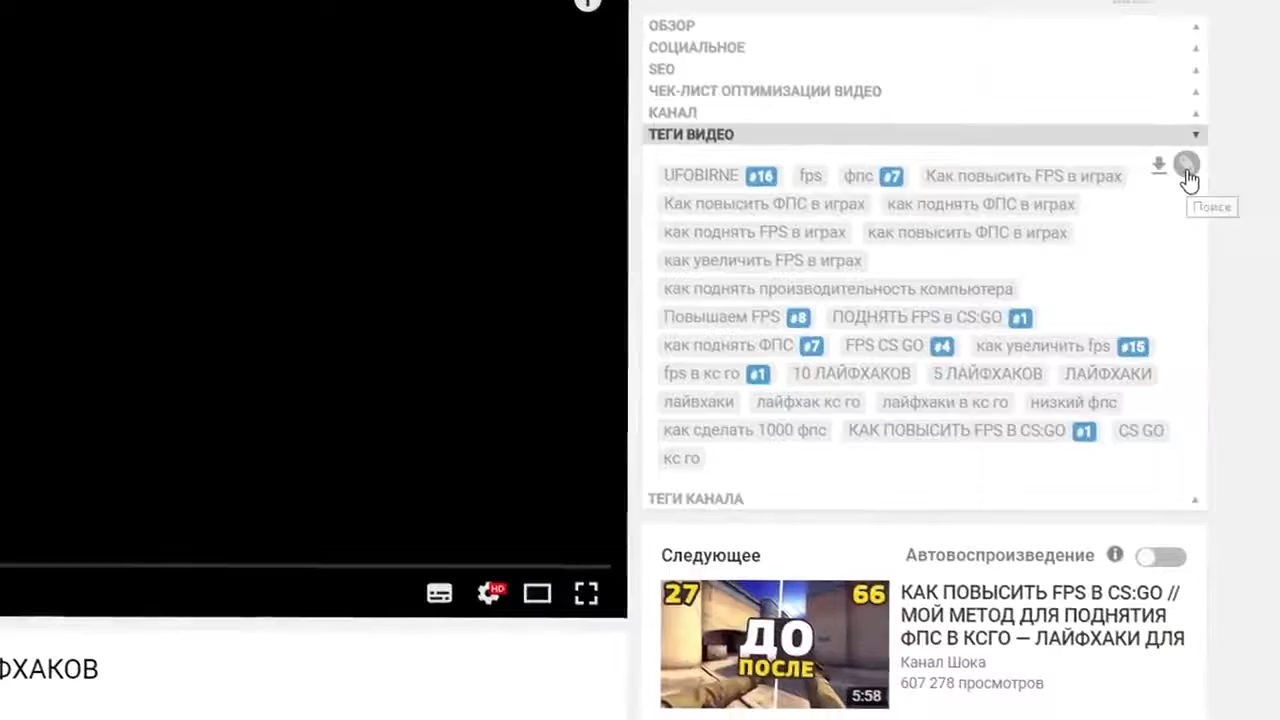 ОБЗОР
СОЦИАЛЬНОЕ
SEO
ЧЕК-ЛИСТ ОПТИМИЗАЦИИ ВИДЕО
КАНАЛ
ТЕГИ ВИДЕО
UFOBIRNE #16 fps фпс #7 Как повысить FPS в играх
Поиск
Как повысить ФПС в играх как поднять ФПС в играх
как поднять FPS в играх как повысить ФПС в играх
как увеличить FPS в играх
как поднять производительность компьютера
Повышаем FPS #8 ПОДНЯТЬ FPS в CS:GO #1
как поднять ФПС #7 FPS CS GO #4 как увеличить fps #15
fps в кс го #1 10 ЛАЙФХАКОВ 5 ЛАЙФХАКОВ ЛАЙФХАКИ
лайвхаки лайфхак кс го лайфхаки в кс го низкий фпс
как сделать 1000 фпс КАК ПОВЫСИТЬ FPS В CS:GO #1 CS GO
кс го
ТЕГИ КАНАЛА
Следующее Автовоспроизведение
27 66
ДО
ПОСЛЕ
5:58
КАК ПОВЫСИТЬ FPS В CS:GO //
МОЙ МЕТОД ДЛЯ ПОДНЯТИЯ
ФПС В КСГО — ЛАЙФХАКИ ДЛЯ
Канал Шока
607 278 просмотров
HD
ФХАКОВ